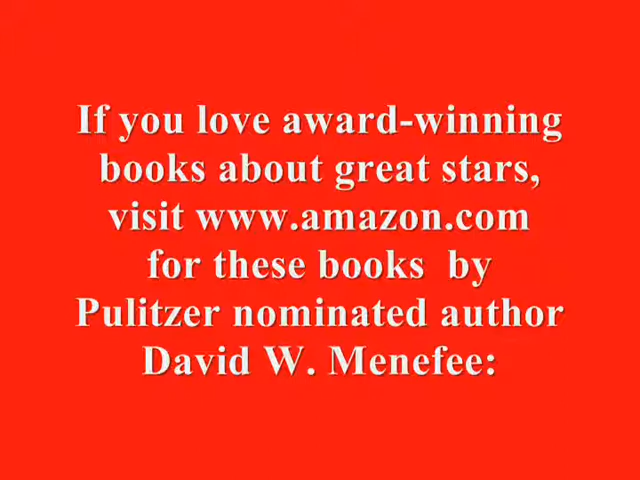 If you love award-winning
books about great stars,
visit www.amazon.com
for these books  by
Pulitzer nominated author
David W. Menefee: